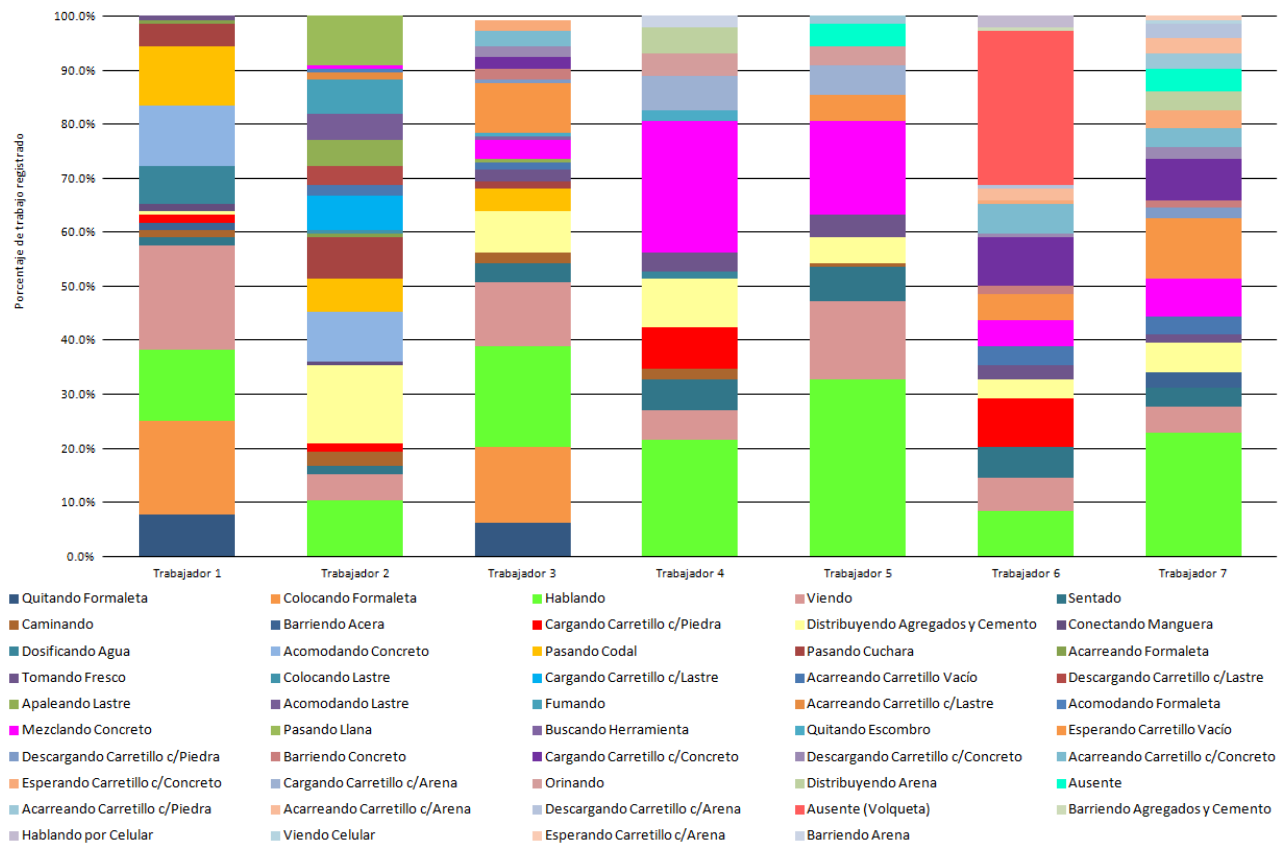 Porcentaje de trabajo registrado
100.0%
90.0%
80.0%
70.0%
60.0%
50.0%
40.0%
30.0%
20.0%
10.0%
0.0%
Trabajador 1 Trabajador 2 Trabajador 3 Trabajador 4 Trabajador 5 Trabajador 6 Trabajador 7
Quitando Formaleta Colocando Formaleta Hablando Viendo Sentado
Caminando Barriendo Acera Cargando Carretillo c/Piedra Distribuyendo Agregados y Cemento Conectando Manguera
Dosificando Agua Acomodando Concreto Pasando Codal Pasando Cuchara Acarreando Formaleta
Tomando Fresco Colocando Lastre Cargando Carretillo c/Lastre Acarreando Carretillo Vacío Descargando Carretillo c/Lastre
Apaleando Lastre Acomodando Lastre Fumando Acarreando Carretillo c/Lastre Acomodando Formaleta
Mezclando Concreto Pasando Llana Buscando Herramienta Quitando Escombro Esperando Carretillo Vacío
Descargando Carretillo c/Piedra Barriendo Concreto Cargando Carretillo c/Concreto Descargando Carretillo c/Concreto Acarreando Carretillo c/Concreto
Esperando Carretillo c/Concreto Cargando Carretillo c/Arena Orinando Distribuyendo Arena Ausente
Acarreando Carretillo c/Piedra Acarreando Carretillo c/Arena Descargando Carretillo c/Arena Ausente (Volqueta) Barriendo Agregados y Cemento
Hablando por Celular Viendo Celular Esperando Carretillo c/Arena Barriendo Arena